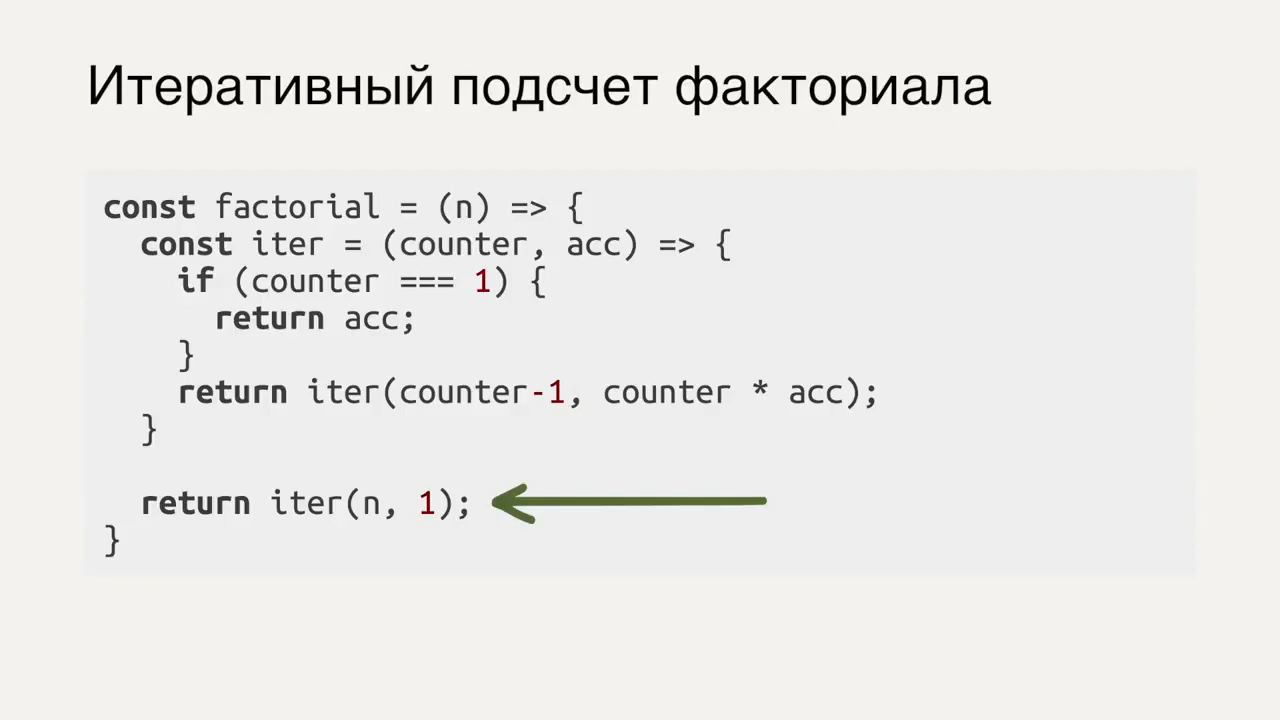 Итеративный подсчет факториала
const factorial = (n) => {
  const iter = (counter, acc) => {
    if (counter === 1) {
      return acc;
    }
    return iter(counter-1, counter * acc);
  }

  return iter(n, 1);
}